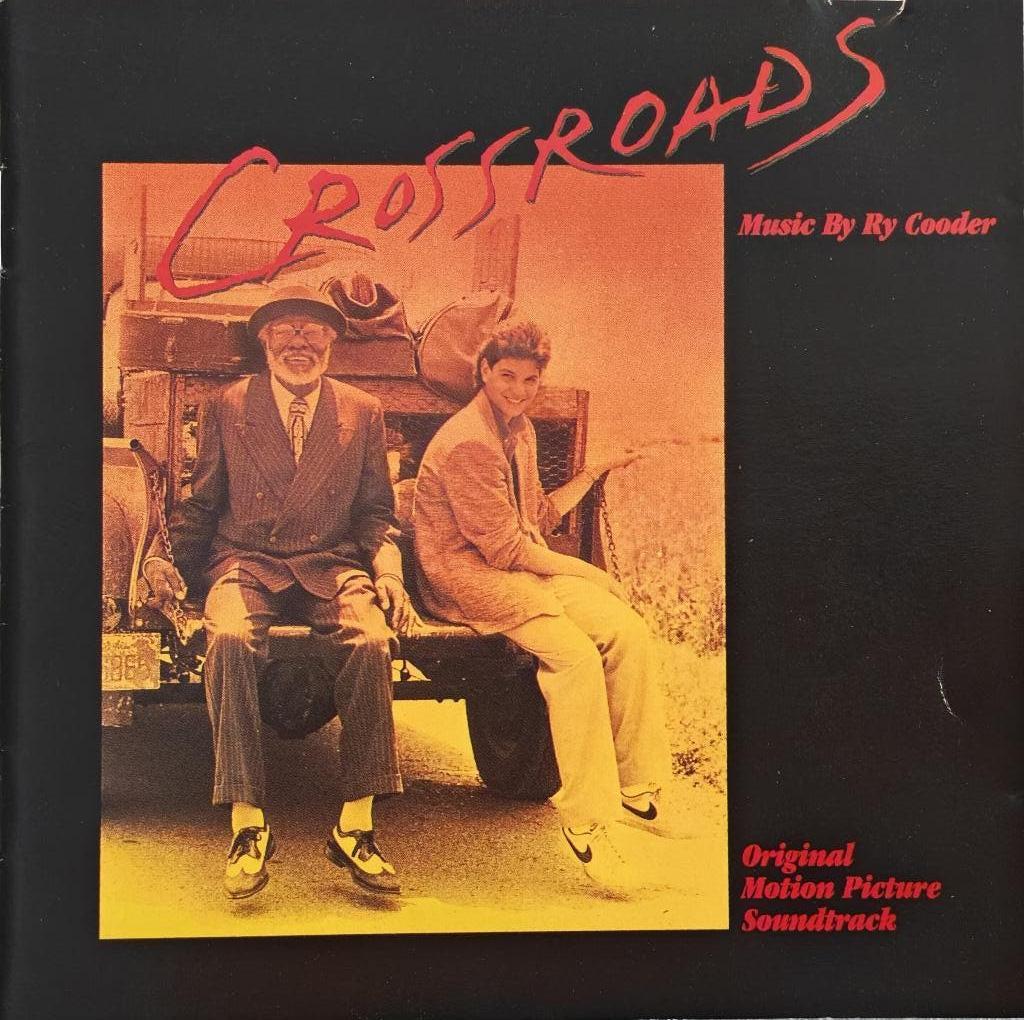 CROSSROADS
Music By Ry Cooder
Original
Motion Picture
Soundtrack